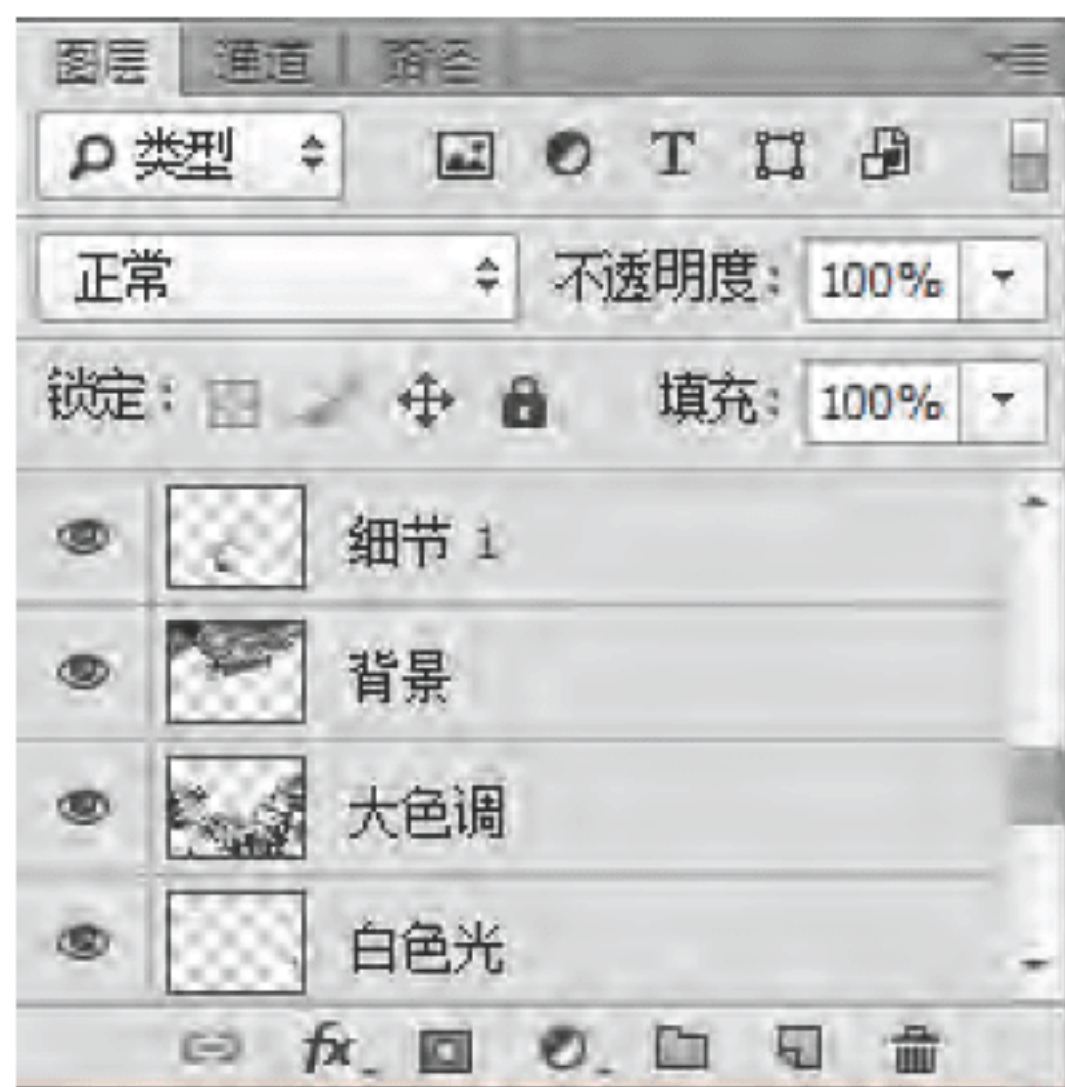 图层 通道 路径
类型 T
正常 不透明度： 100%
锁定： 填充： 100%
细节 1
背景
大色调
白色光
fx